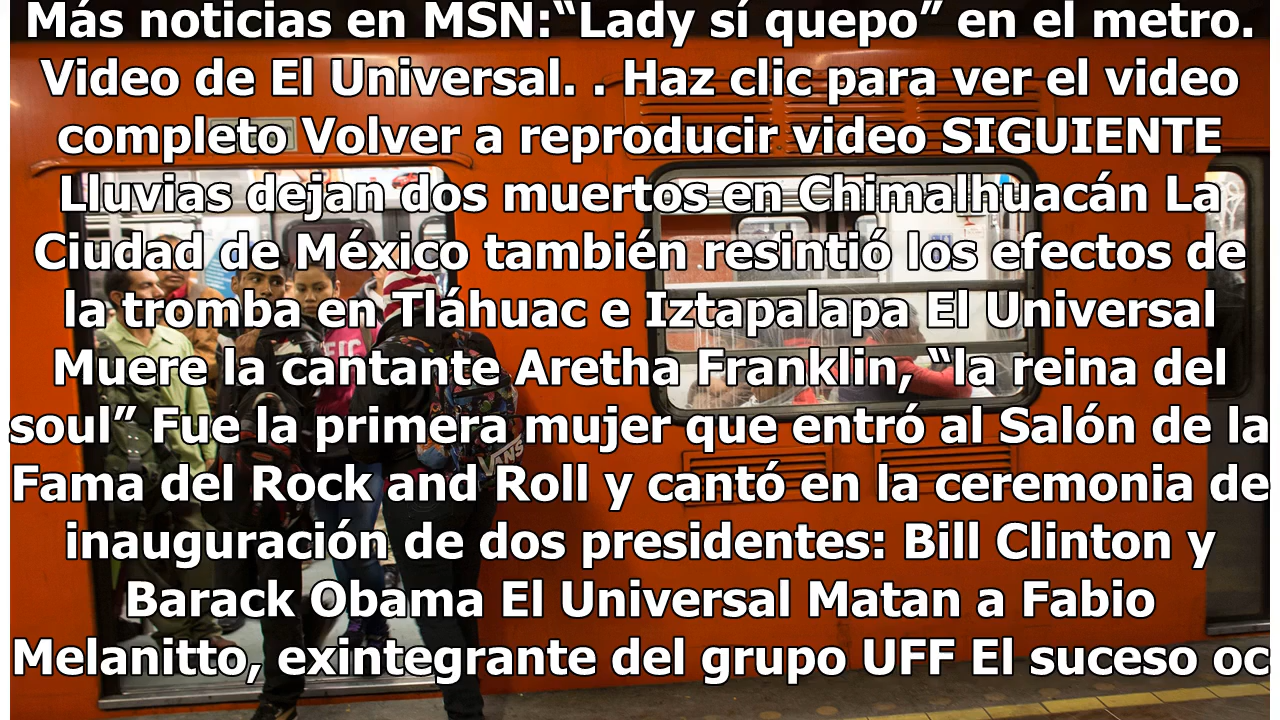 Más noticias en MSN:“Lady sí quepo” en el metro.
Video de El Universal. . Haz clic para ver el video
completo Volver a reproducir video SIGUIENTE
Lluvias dejan dos muertos en Chimalhuacán La
Ciudad de México también resintió los efectos de
la tromba en Tláhuac e Iztapalapa El Universal
Muere la cantante Aretha Franklin, “la reina del
soul” Fue la primera mujer que entró al Salón de la
Fama del Rock and Roll y cantó en la ceremonia de
inauguración de dos presidentes: Bill Clinton y
Barack Obama El Universal Matan a Fabio
Melanitto, exintegrante del grupo UFF El suceso oc
VANS